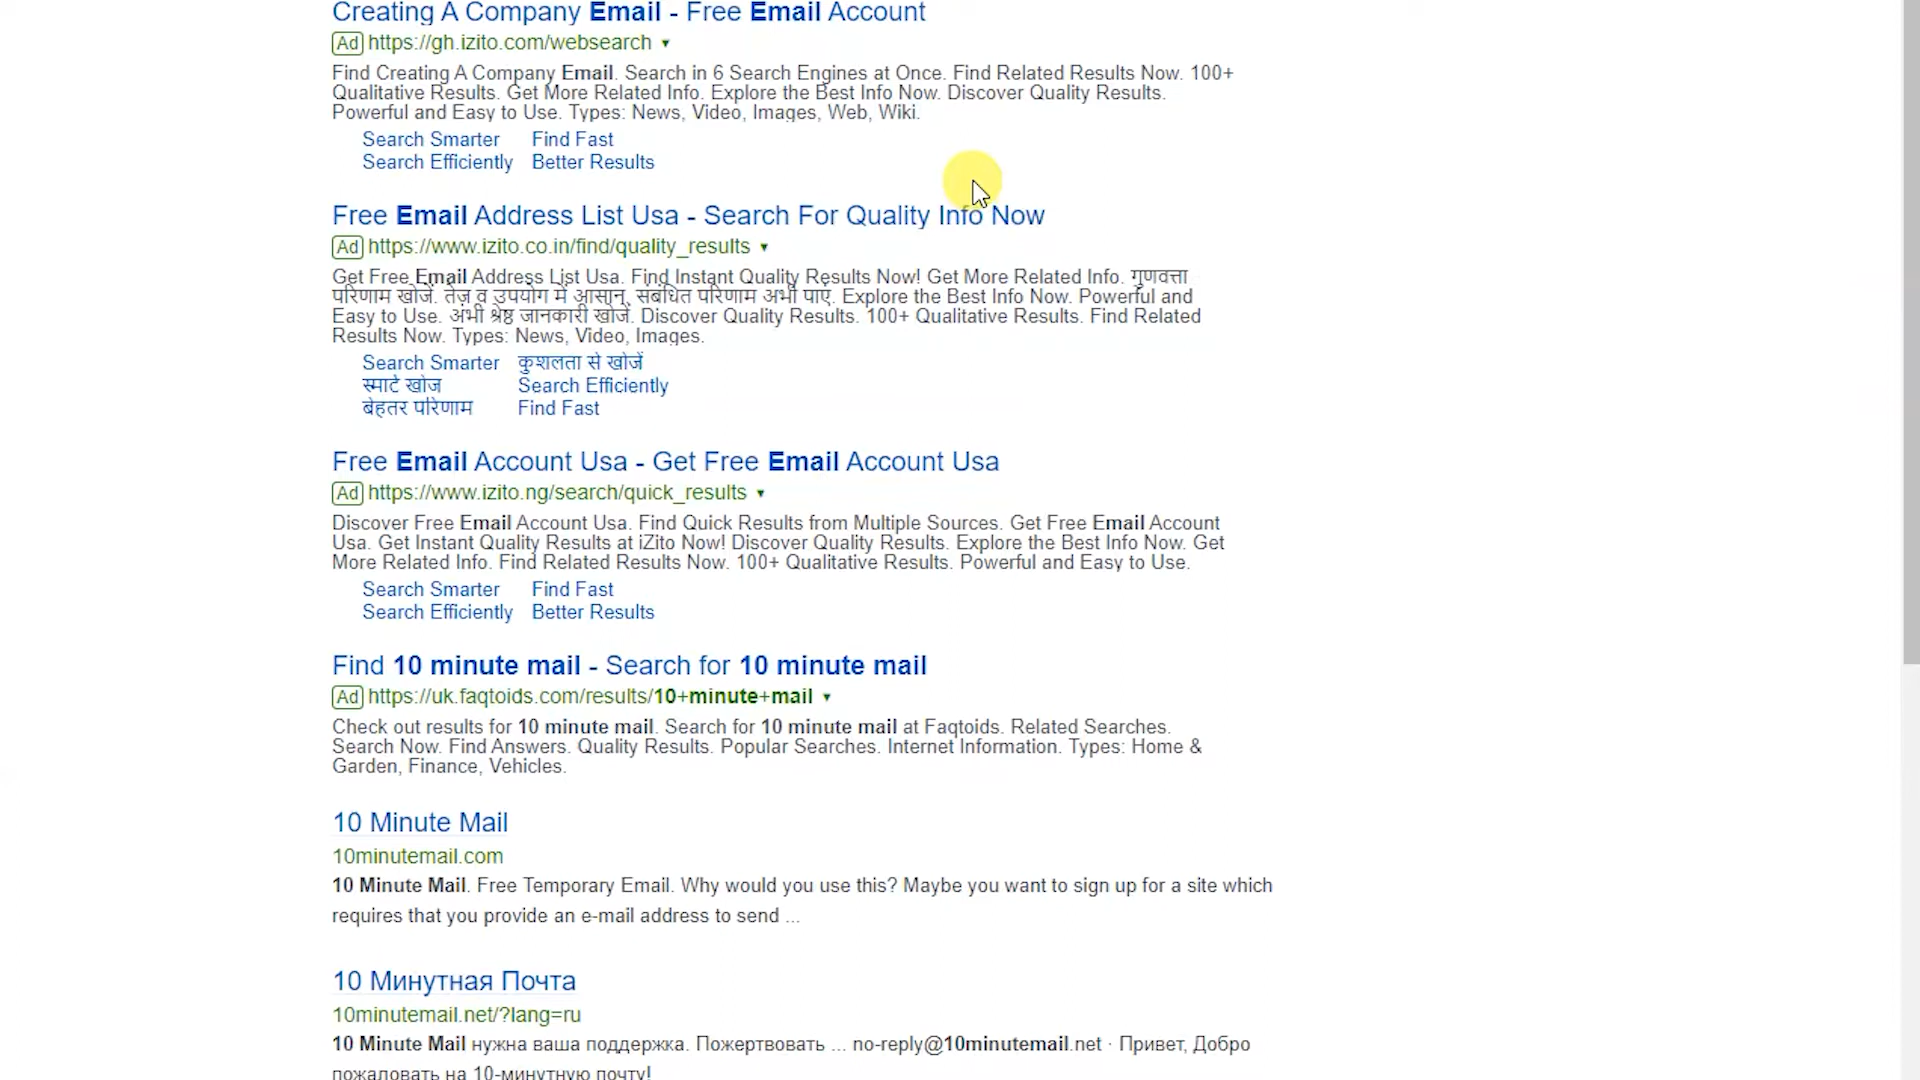 Creating A Company Email - Free Email Account
Ad https://gh.izito.com/websearch
Find Creating A Company Email. Search in 6 Search Engines at Once. Find Related Results Now. 100+
Qualitative Results. Get More Related Info. Explore the Best Info Now. Discover Quality Results.
Powerful and Easy to Use. Types: News, Video, Images, Web, Wiki.
Search Smarter Find Fast
Search Efficiently Better Results
Free Email Address List Usa - Search For Quality Info Now
Ad https://www.izito.co.in/find/quality_results
Get Free Email Address List Usa. Find Instant Quality Results Now! Get More Related Info. गुणवत्ता
परिणाम खोजें. तेज़ व उपयोग में आसान. संबंधित परिणाम अभी पाएं. Explore the Best Info Now. Powerful and
Easy to Use. अभी श्रेष्ठ जानकारी खोजें. Discover Quality Results. 100+ Qualitative Results. Find Related
Results Now. Types: News, Video, Images.
Search Smarter कुशलता से खोजें
स्मार्ट खोज Search Efficiently
बेहतर परिणाम Find Fast
Free Email Account Usa - Get Free Email Account Usa
Ad https://www.izito.ng/search/quick_results
Discover Free Email Account Usa. Find Quick Results from Multiple Sources. Get Free Email Account
Usa. Get Instant Quality Results at iZito Now! Discover Quality Results. Explore the Best Info Now. Get
More Related Info. Find Related Results Now. 100+ Qualitative Results. Powerful and Easy to Use.
Search Smarter Find Fast
Search Efficiently Better Results
Find 10 minute mail - Search for 10 minute mail
Ad https://uk.faqtoids.com/results/10+minute+mail
Check out results for 10 minute mail. Search for 10 minute mail at Faqtoids. Related Searches.
Search Now. Find Answers. Quality Results. Popular Searches. Internet Information. Types: Home &
Garden, Finance, Vehicles.
10 Minute Mail
10minutemail.com
10 Minute Mail. Free Temporary Email. Why would you use this? Maybe you want to sign up for a site which
requires that you provide an e-mail address to send ...
10 Минутная Почта
10minutemail.net/?lang=ru
10 Minute Mail нужна ваша поддержка. Пожертвовать ... no-reply@10minutemail.net · Привет, Добро
пожаловать на 10-минутную почту!